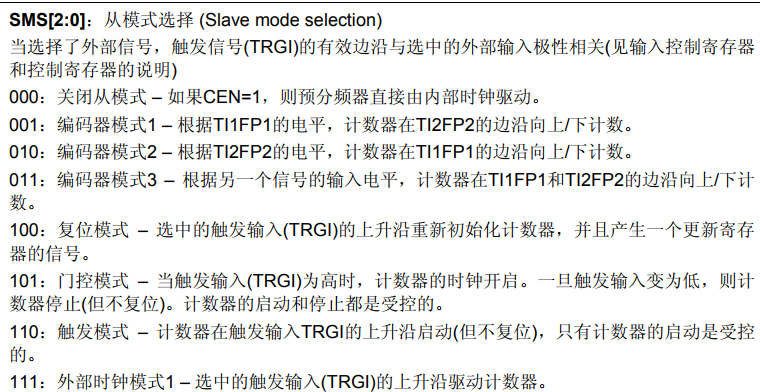 SMS[2:0]：从模式选择 (Slave mode selection)
当选择了外部信号，触发信号(TRGI)的有效边沿与选中的外部输入极性相关(见输入控制寄存器
和控制寄存器的说明)
000：关闭从模式 – 如果CEN=1，则预分频器直接由内部时钟驱动。
001：编码器模式1 – 根据TI1FP1的电平，计数器在TI2FP2的边沿向上/下计数。
010：编码器模式2 – 根据TI2FP2的电平，计数器在TI1FP1的边沿向上/下计数。
011：编码器模式3 – 根据另一个信号的输入电平，计数器在TI1FP1和TI2FP2的边沿向上/下计
数。
100：复位模式 – 选中的触发输入(TRGI)的上升沿重新初始化计数器，并且产生一个更新寄存
器的信号。
101：门控模式 – 当触发输入(TRGI)为高时，计数器的时钟开启。一旦触发输入变为低，则计
数器停止(但不复位)。计数器的启动和停止都是受控的。
110：触发模式 – 计数器在触发输入TRGI的上升沿启动(但不复位)，只有计数器的启动是受控
的。
111：外部时钟模式1 – 选中的触发输入(TRGI)的上升沿驱动计数器。